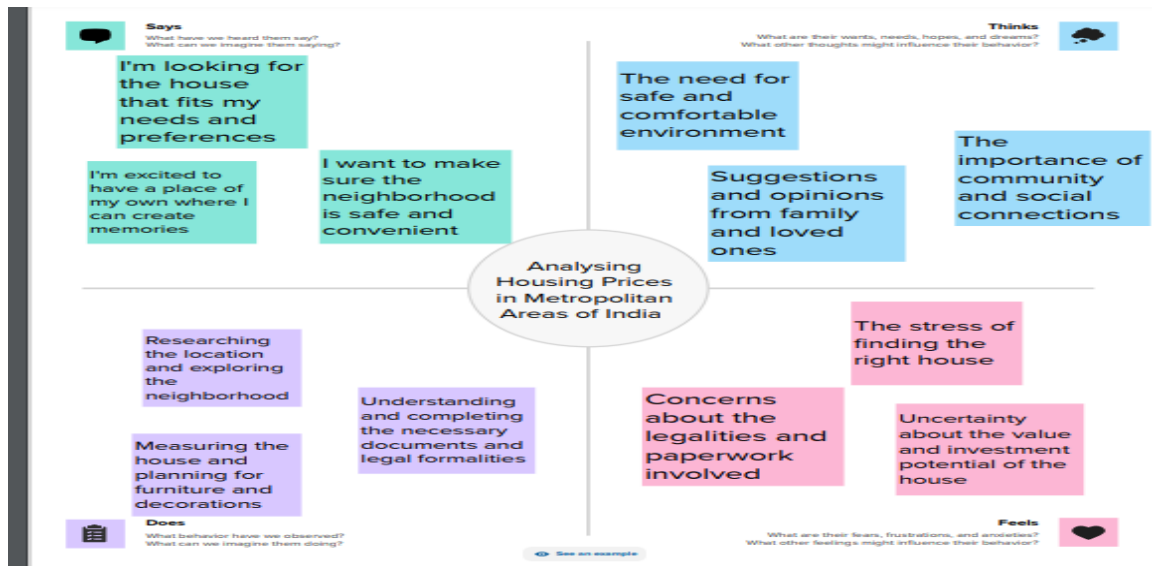 Says
What have we heard them say?
What can we imagine them saying?
I'm looking for
the house
that fits my
needs and
preferences
I'm excited to
have a place of
my own where I
can create
memories
I want to make
sure the
neighborhood
is safe and
convenient
Thinks
What are their wants, needs, hopes, and dreams?
What other thoughts might influence their behavior?
The need for
safe and
comfortable
environment
Suggestions
and opinions
from family
and loved
ones
The
importance of
community
and social
connections
Analysing
Housing Prices
in Metropolitan
Areas of India
Researching
the location
and exploring
the
neighborhood
Understanding
and completing
the necessary
documents and
legal formalities
Measuring the
house and
planning for
furniture and
decorations
Does
What behavior have we observed?
What can we imagine them doing?
The stress of
finding the
right house
Concerns
about the
legalities and
paperwork
involved
Uncertainty
about the value
and investment
potential of the
house
Feels
What are their fears, frustrations, and anxieties?
What other feelings might influence their behavior?
See an example